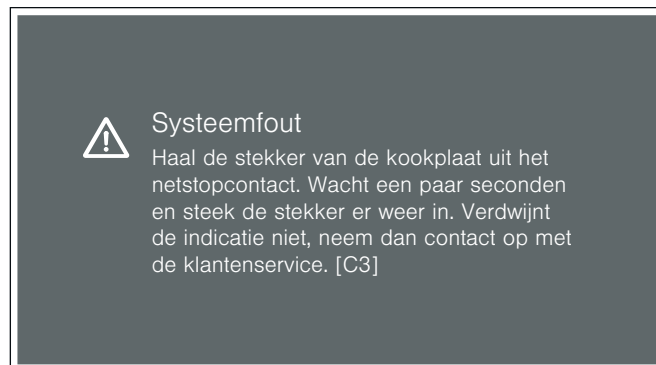 Systeemfout
Haal de stekker van de kookplaat uit het
netstopcontact. Wacht een paar seconden
en steek de stekker er weer in. Verdwijnt
de indicatie niet, neem dan contact op met
de klantenservice. [C3]